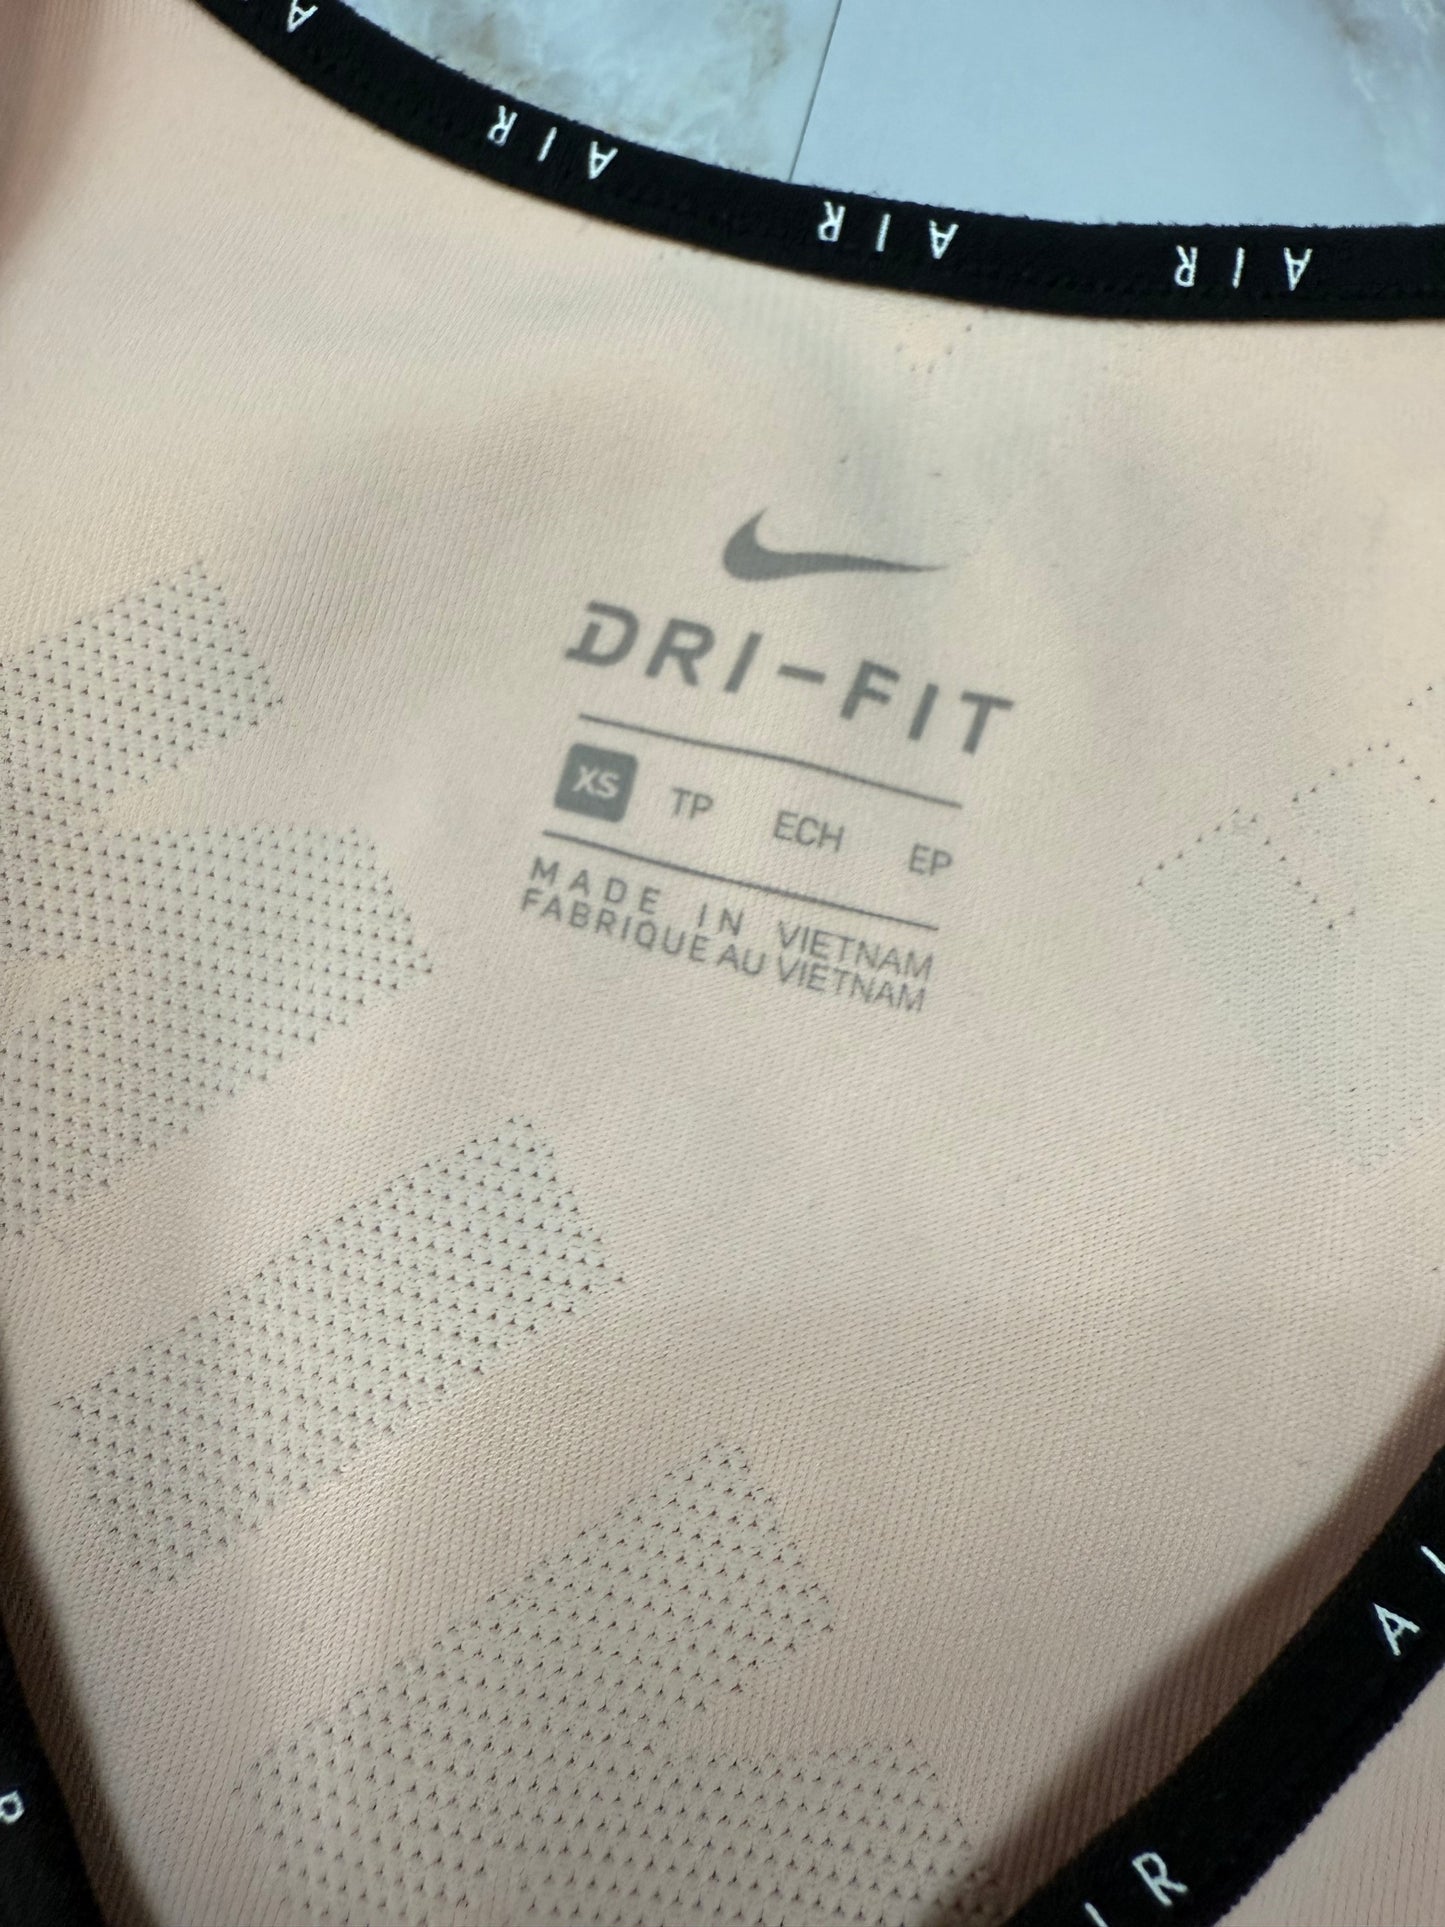 A
AIR
AIR
AIR
DRI-FIT
XS TP ECH EP
MADE IN VIETNAM
FABRIQUE AU VIETNAM
A I
I R
R